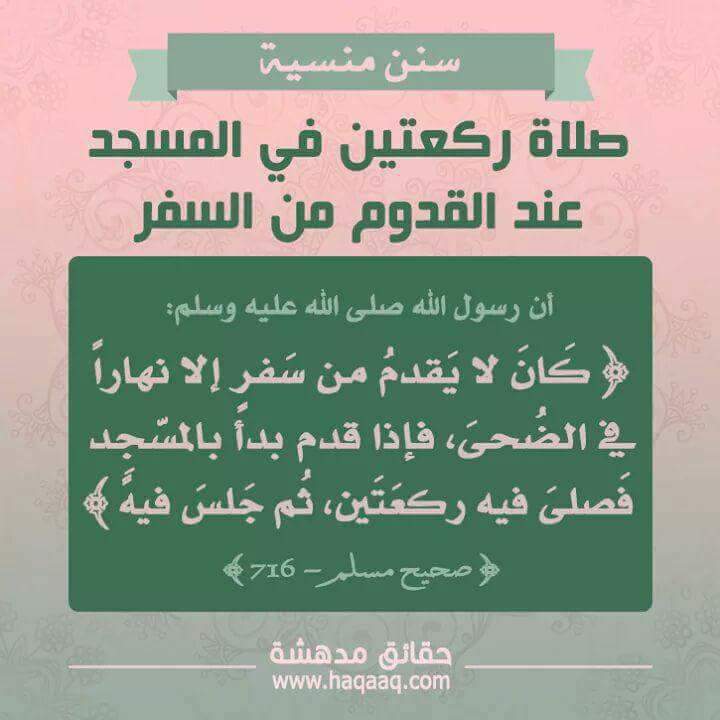 سنن منسية
صلاة ركعتين في المسجد
عند القدوم من السفر
أن رسول الله صلى الله عليه وسلم:
﴿ كَانَ لا يَقدمُ من سَفرٍ إلا نهاراً
في الضُحىَ، فإذا قدم بدأَ بالمسّجد
فَصلىَ فيه ركعَتَين، ثُم جَلسَ فيهَّ ﴾
﴿ صحيح مسلم – 716 ﴾
حقائق مدهشة
www.haqaaq.com